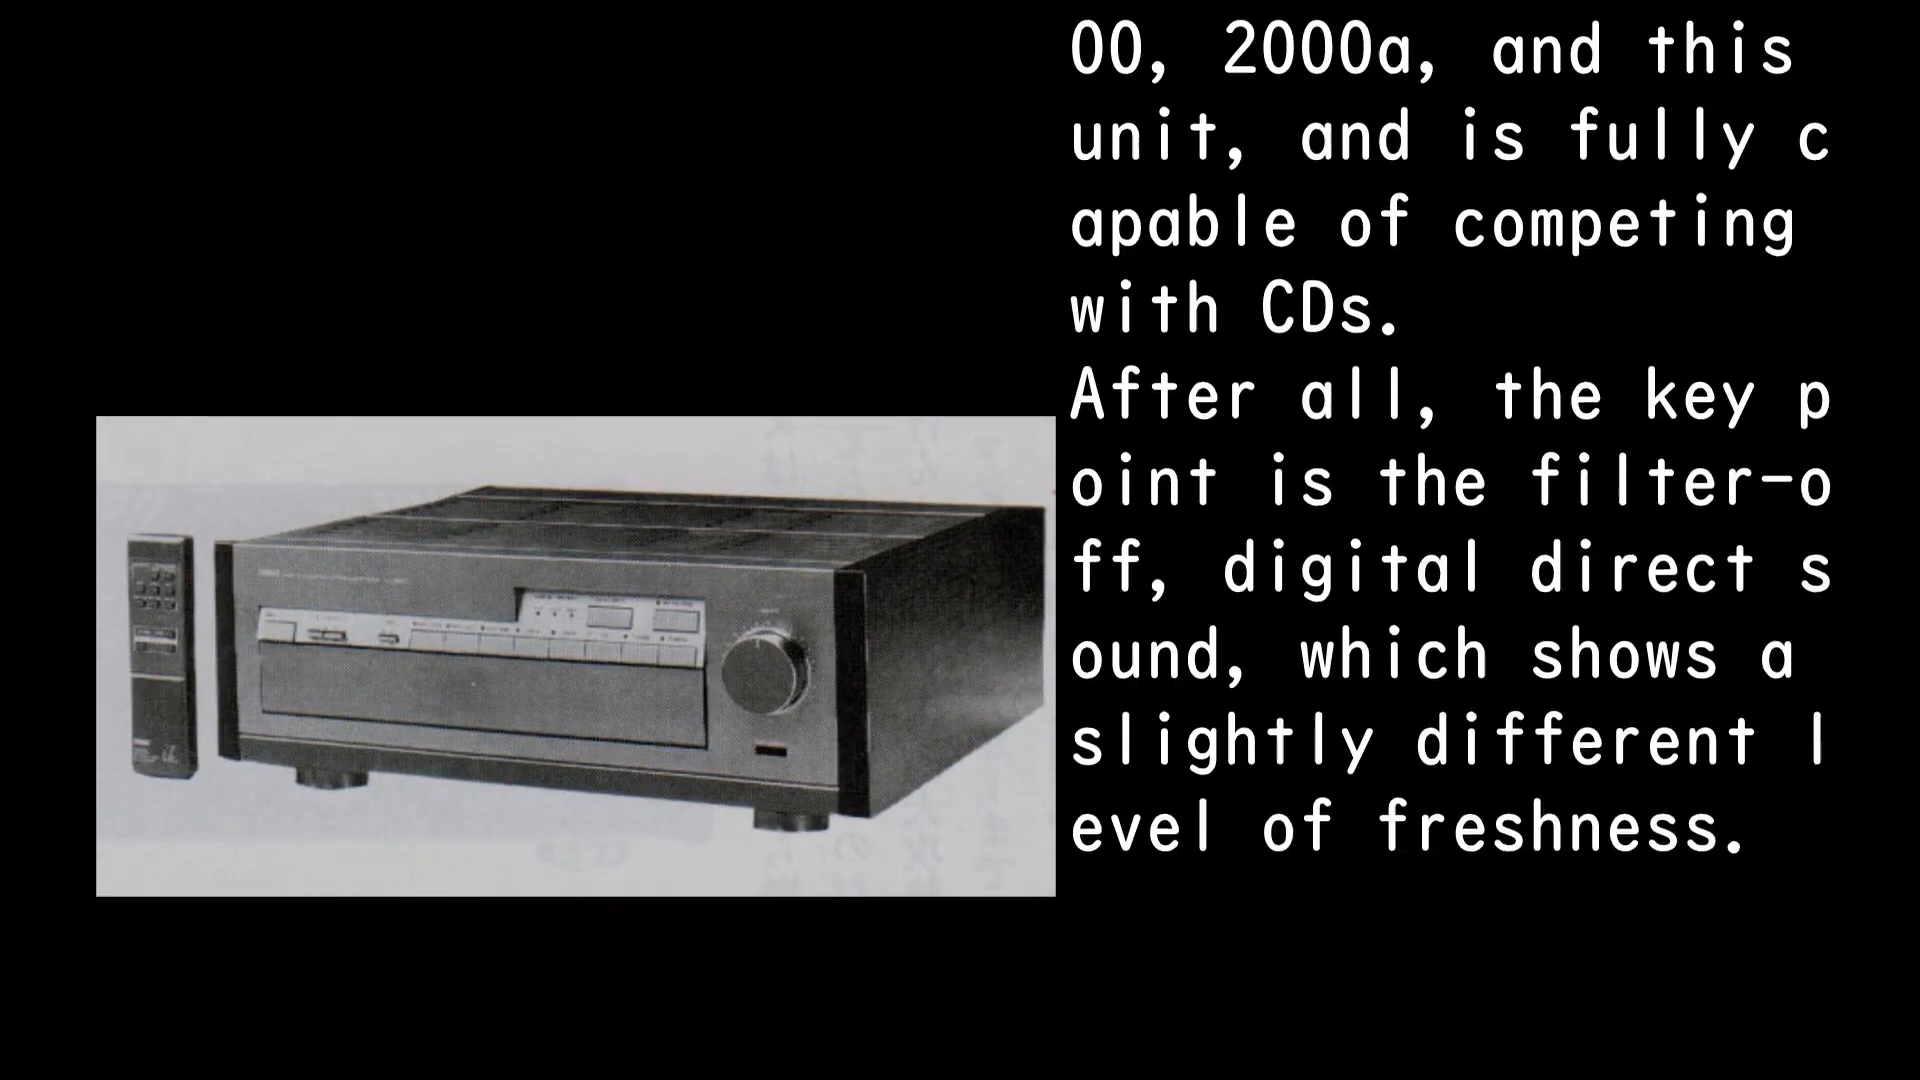 00, 2000a, and this
unit, and is fully c
apable of competing
with CDs.
After all, the key p
oint is the filter-o
ff, digital direct s
ound, which shows a
slightly different l
evel of freshness.